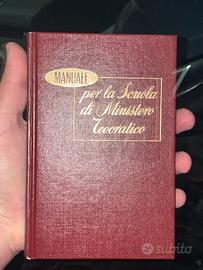 MANUALE
per la Scuola
di Ministero
Teocratico
subito